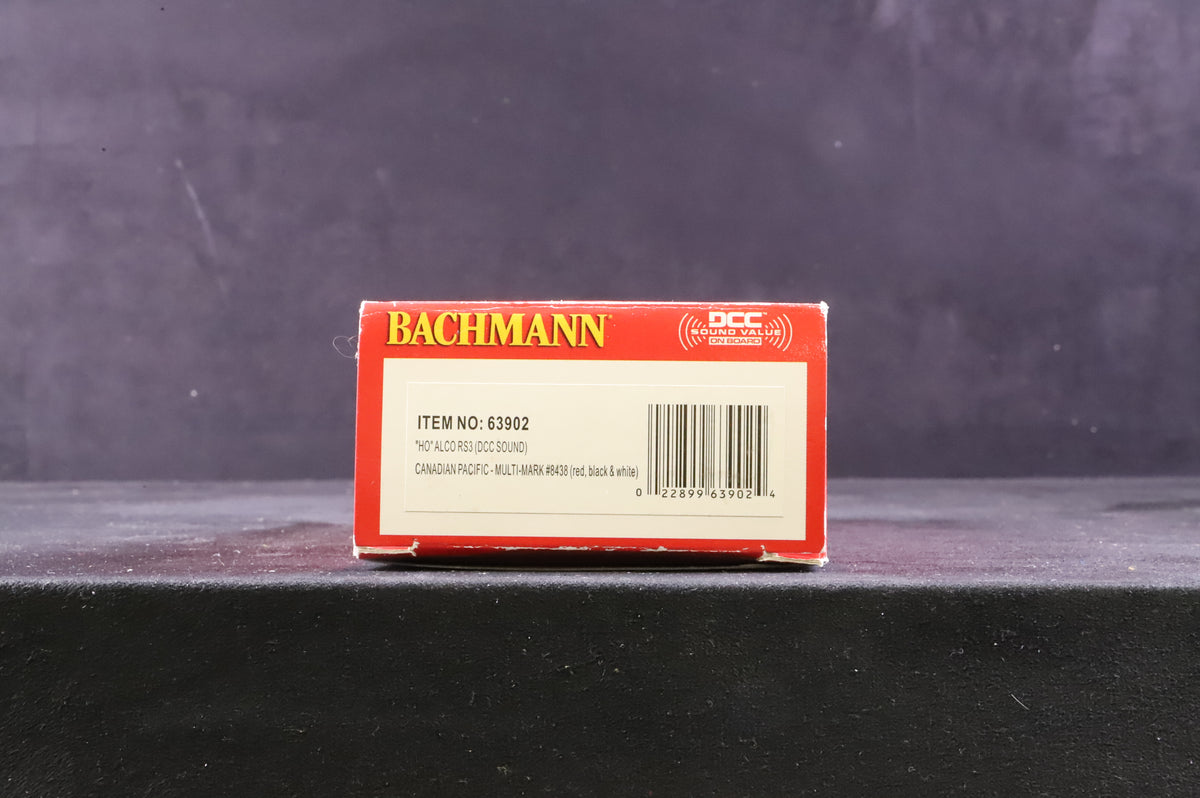 BACHMANN
DCC™
SOUND VALUE
ON BOARD
ITEM NO: 63902
"HO" ALCO RS3 (DCC SOUND)
CANADIAN PACIFIC - MULTI-MARK #8438 (red, black & white)
0 22899 63902 4